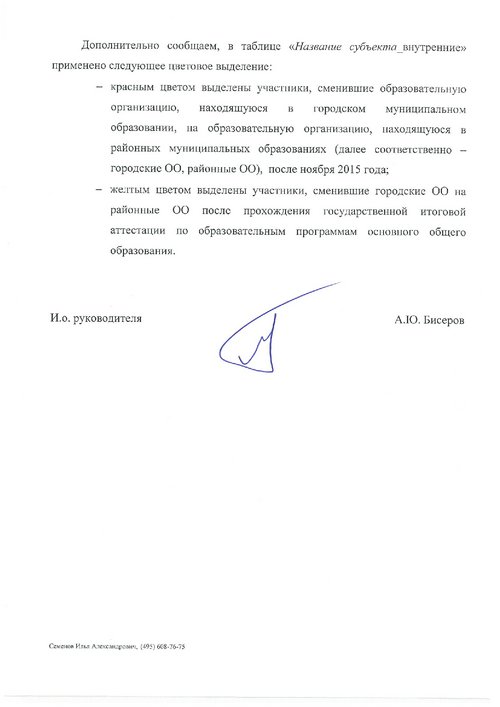 Дополнительно сообщаем, в таблице «Название субъекта_внутренние»
применено следующее цветовое выделение:
– красным цветом выделены участники, сменившие образовательную
организацию, находящуюся в городском муниципальном
образовании, на образовательную организацию, находящуюся в
районных муниципальных образованиях (далее соответственно –
городские ОО, районные ОО), после ноября 2015 года;
– желтым цветом выделены участники, сменившие городские ОО на
районные ОО после прохождения государственной итоговой
аттестации по образовательным программам основного общего
образования.
И.о. руководителя А.Ю. Бисеров
Семенов Илья Александрович, (495) 608-76-75